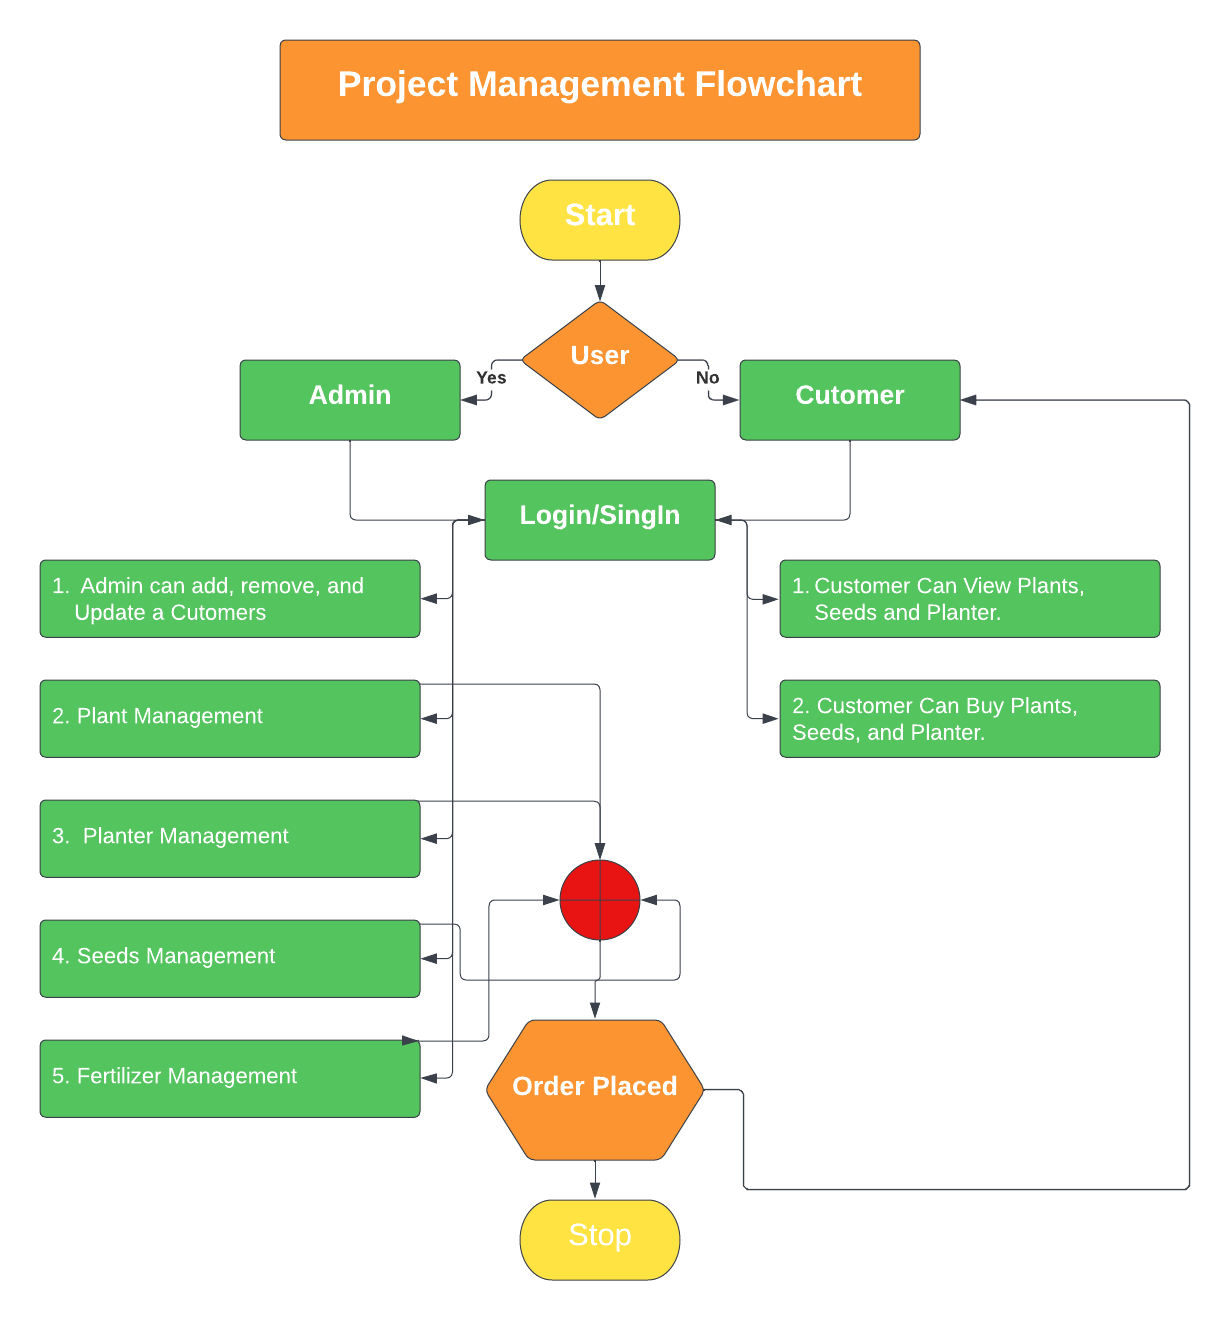 Project Management Flowchart
Start
User
Yes
No
Admin
Cutomer
Login/SingIn
1.  Admin can add, remove, and
Update a Cutomers
1. Customer Can View Plants,
Seeds and Planter.
2. Plant Management
2. Customer Can Buy Plants,
Seeds, and Planter.
3.  Planter Management
4. Seeds Management
5. Fertilizer Management
Order Placed
Stop